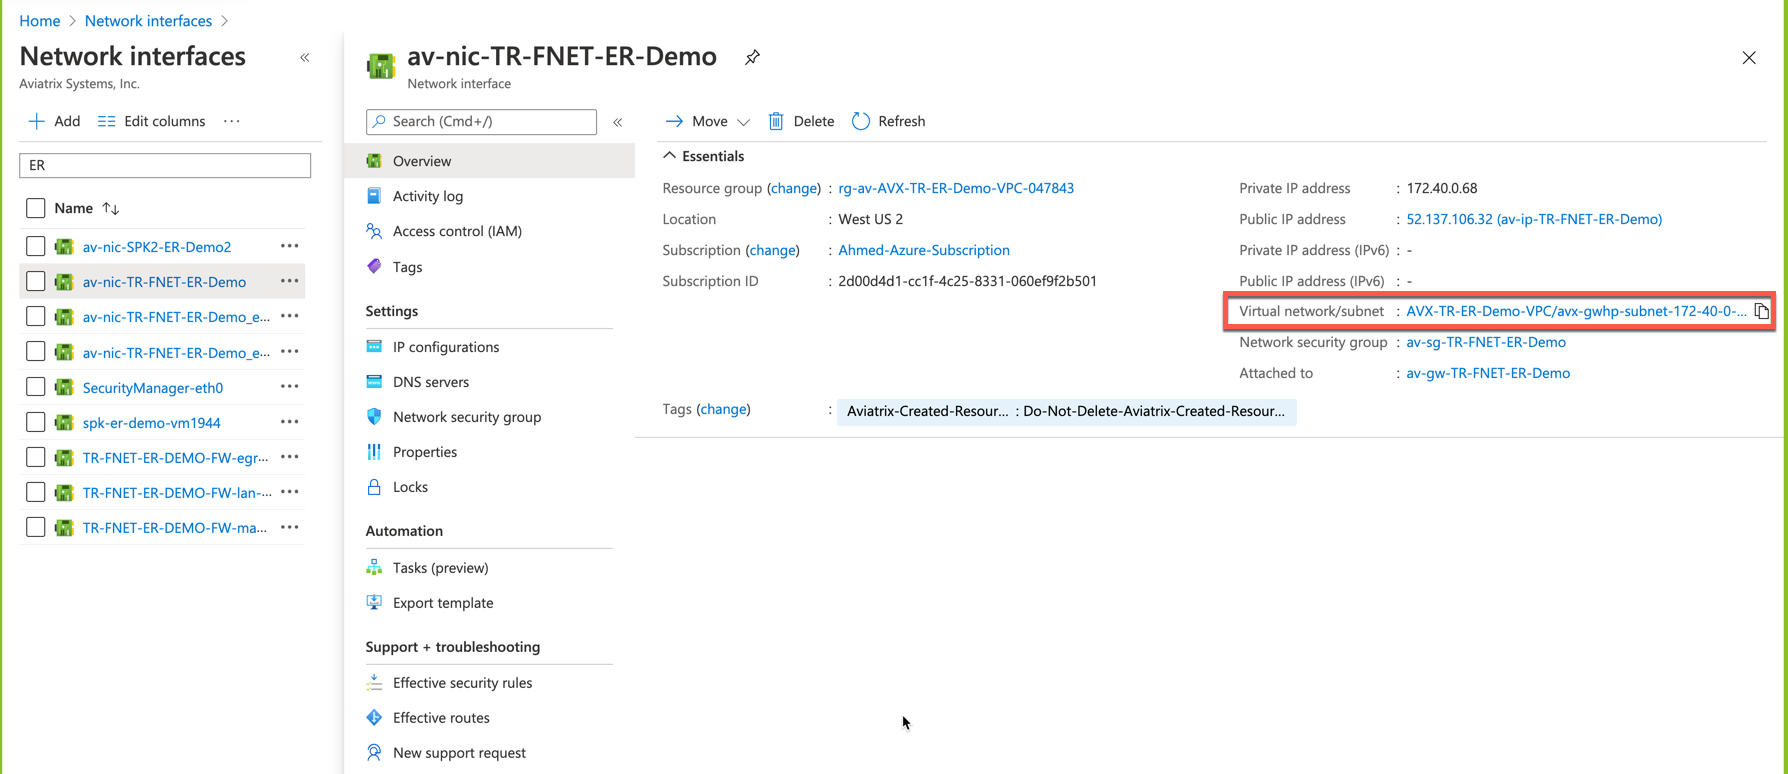 Home > Network interfaces >
Network interfaces «
Aviatrix Systems, Inc.
+ Add Edit columns ...
ER
Name ↑↓
av-nic-SPK2-ER-Demo2 ...
av-nic-TR-FNET-ER-Demo ...
av-nic-TR-FNET-ER-Demo_e... ...
av-nic-TR-FNET-ER-Demo_e... ...
SecurityManager-eth0 ...
spk-er-demo-vm1944 ...
TR-FNET-ER-DEMO-FW-egr... ...
TR-FNET-ER-DEMO-FW-lan-... ...
TR-FNET-ER-DEMO-FW-ma... ...
av-nic-TR-FNET-ER-Demo
Network interface
Search (Cmd+/) «
Overview
Activity log
Access control (IAM)
Tags
Settings
IP configurations
DNS servers
Network security group
Properties
Locks
Automation
Tasks (preview)
Export template
Support + troubleshooting
Effective security rules
Effective routes
New support request
Move Delete Refresh
Essentials
Resource group (change) : rg-av-AVX-TR-ER-Demo-VPC-047843
Location : West US 2
Subscription (change) : Ahmed-Azure-Subscription
Subscription ID : 2d00d4d1-cc1f-4c25-8331-060ef9f2b501
Private IP address : 172.40.0.68
Public IP address : 52.137.106.32 (av-ip-TR-FNET-ER-Demo)
Private IP address (IPv6) : -
Public IP address (IPv6) : -
Virtual network/subnet : AVX-TR-ER-Demo-VPC/avx-gwhp-subnet-172-40-0-...
Network security group : av-sg-TR-FNET-ER-Demo
Attached to : av-gw-TR-FNET-ER-Demo
Tags (change) : Aviatrix-Created-Resour... : Do-Not-Delete-Aviatrix-Created-Resour...